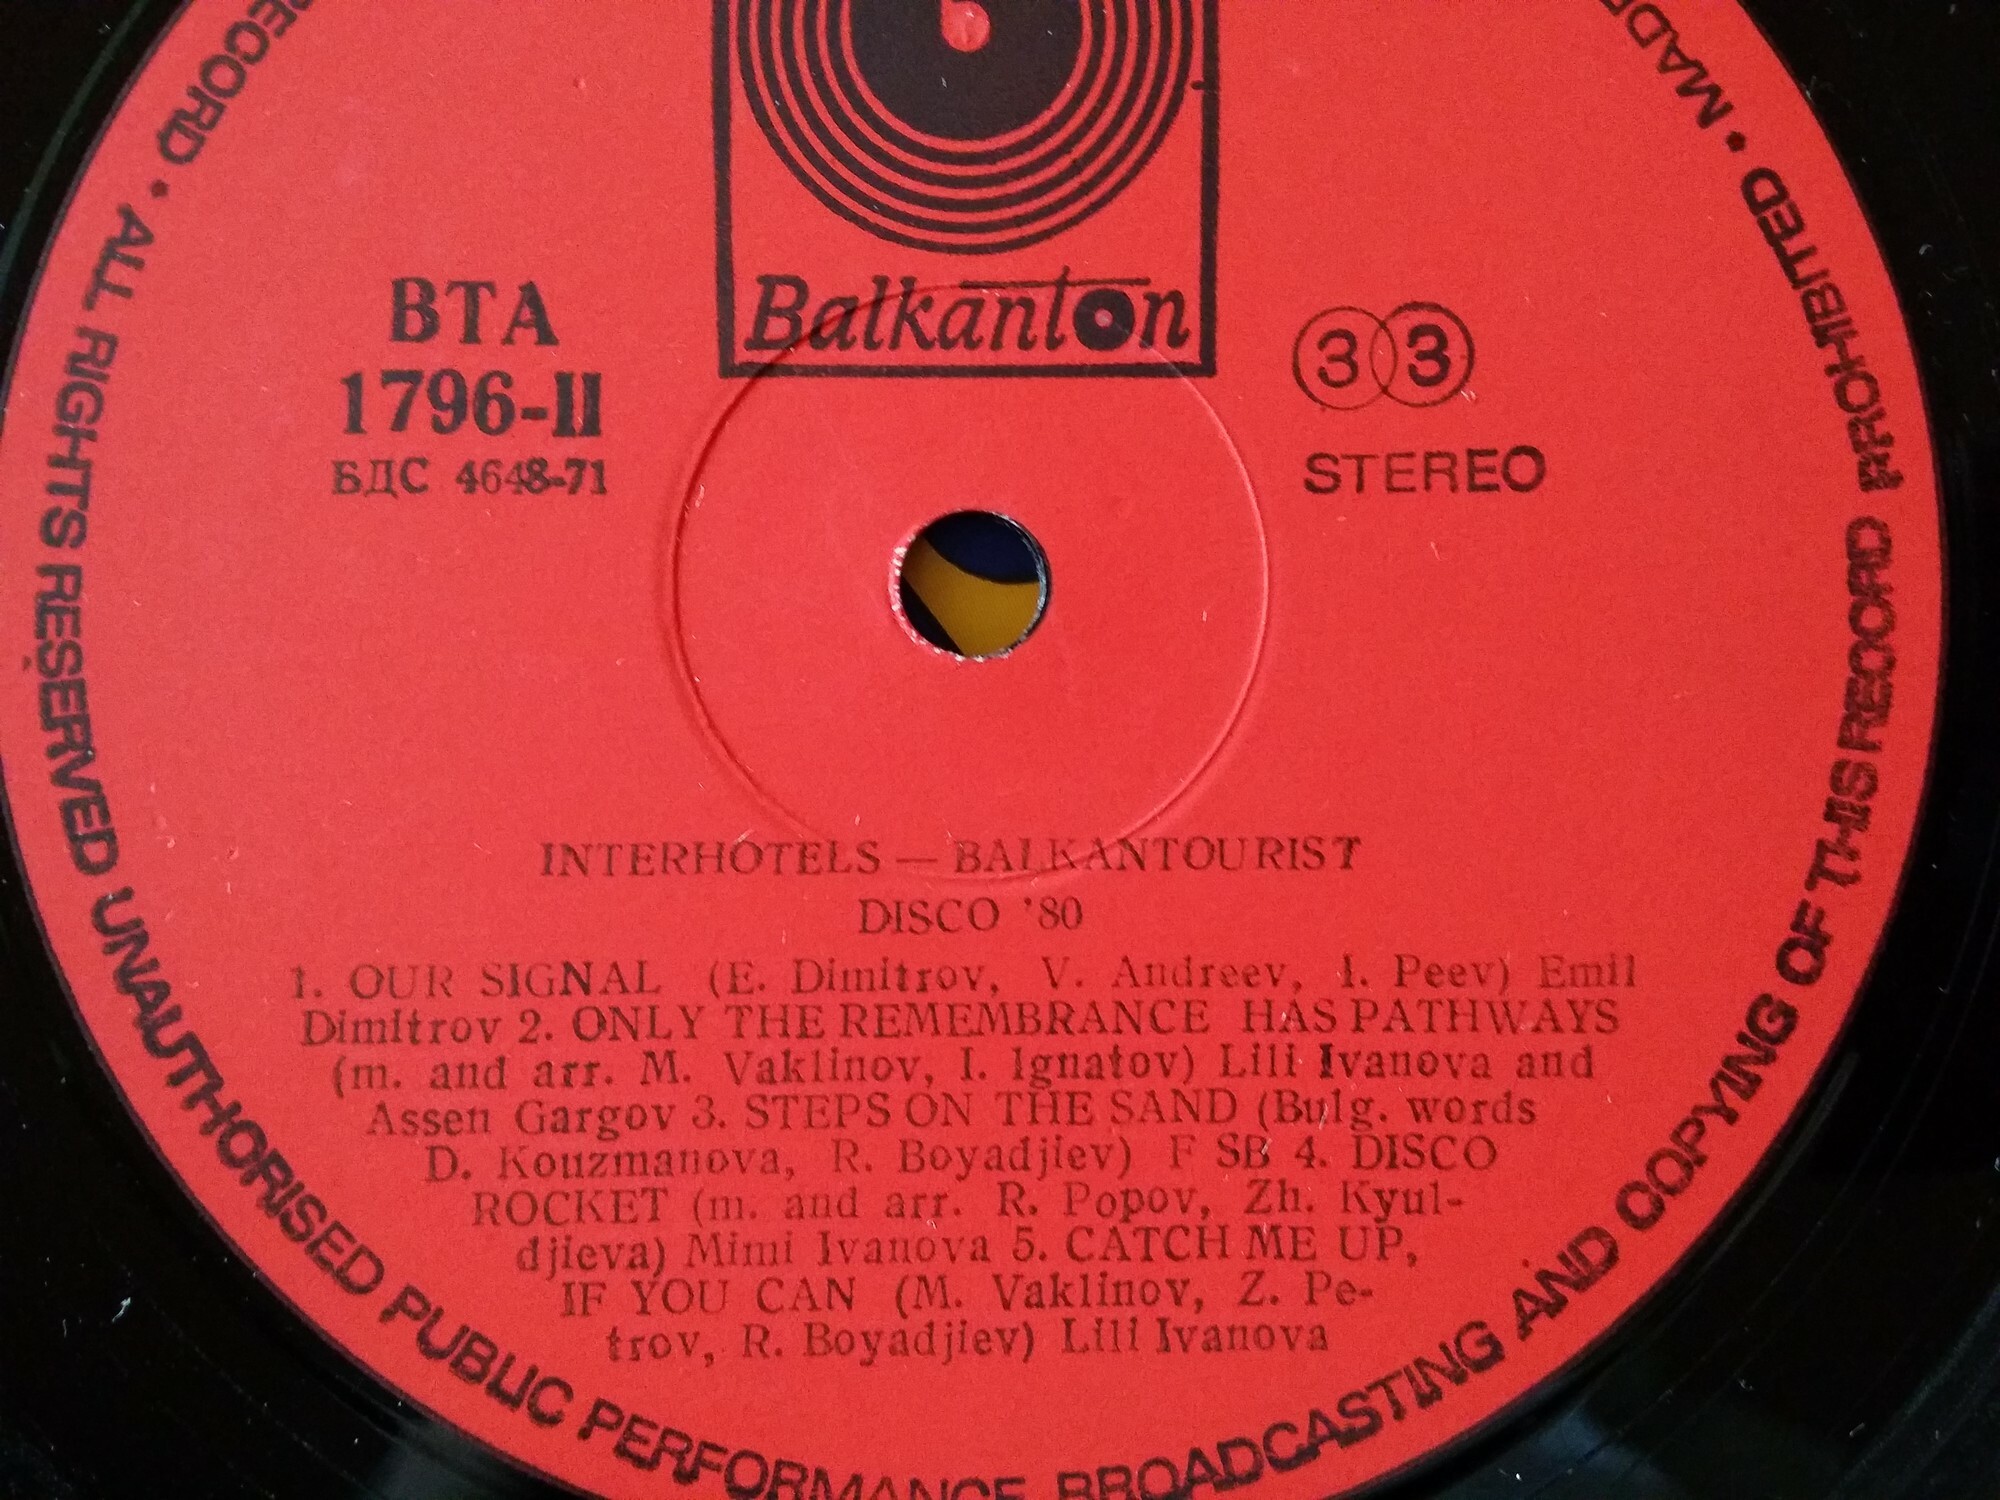 Balkanton
BTA
1796-II
БДС 4648-71
33
STEREO
INTERHOTELS — BALKANTOURIST
DISCO '80
1. OUR SIGNAL (E. Dimitrov, V. Andreev, I. Peev) Emil
Dimitrov 2. ONLY THE REMEMBRANCE HAS PATHWAYS
(m. and arr. M. Vaklinov, I. Ignatov) Lili Ivanova and
Assen Gargov 3. STEPS ON THE SAND (Bulg. words
D. Kouzmanova, R. Boyadjiev) F SB 4. DISCO
ROCKET (m. and arr. R. Popov, Zh. Kyul-
djieva) Mimi Ivanova 5. CATCH ME UP,
IF YOU CAN (M. Vaklinov, Z. Pe-
trov, R. Boyadjiev) Lili Ivanova
RECORD • ALL RIGHTS RESERVED UNAUTHORISED PUBLIC PERFORMANCE BROADCASTING AND COPYING OF THIS RECORD PROHIBITED • MADE